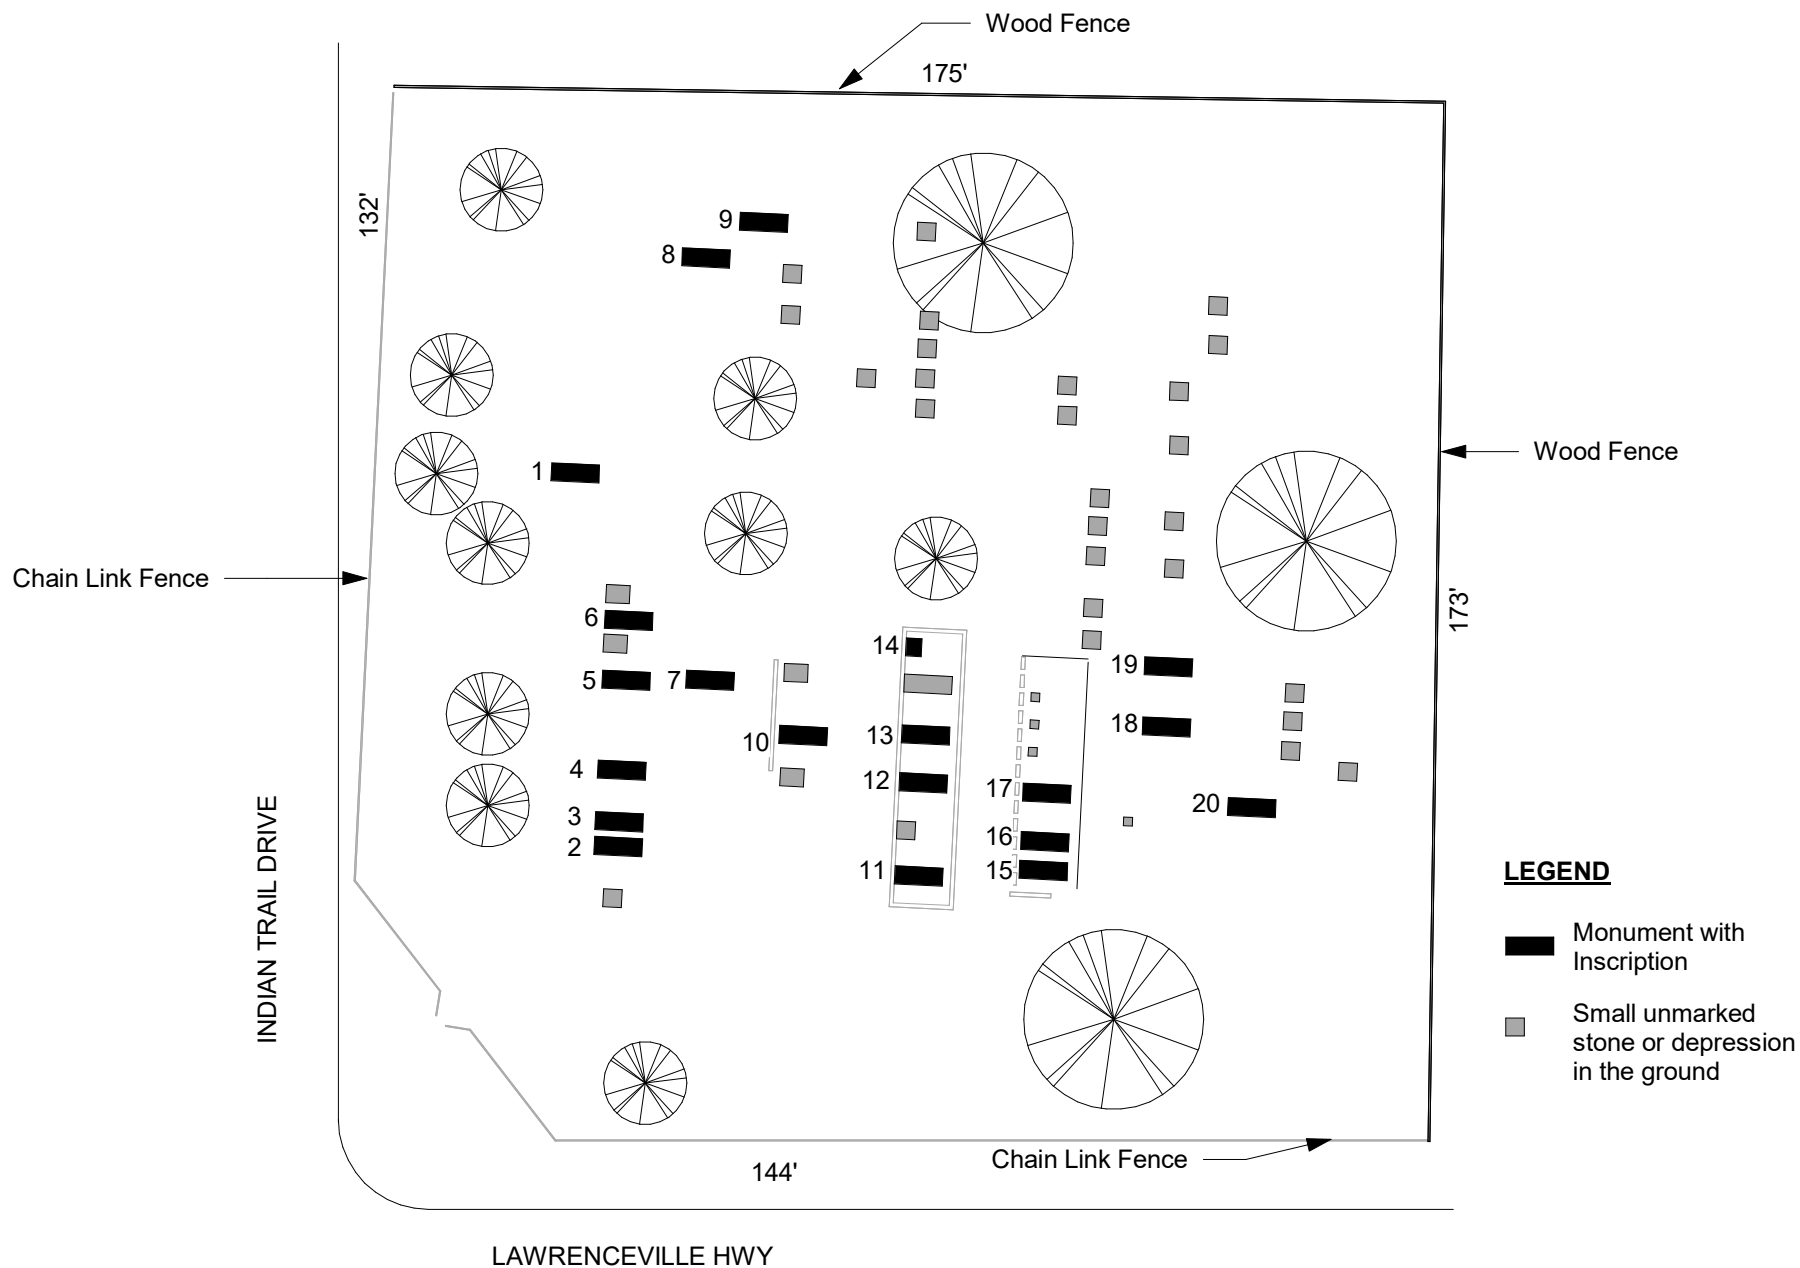 Wood Fence
175'
132'
9
8
Wood Fence
1
Chain Link Fence
173'
6
14
19
5
7
18
13
10
4
12
17
20
3
16
2
15
11
INDIAN TRAIL DRIVE
LEGEND
Monument with
Inscription
Small unmarked
stone or depression
in the ground
Chain Link Fence
144'
LAWRENCEVILLE HWY